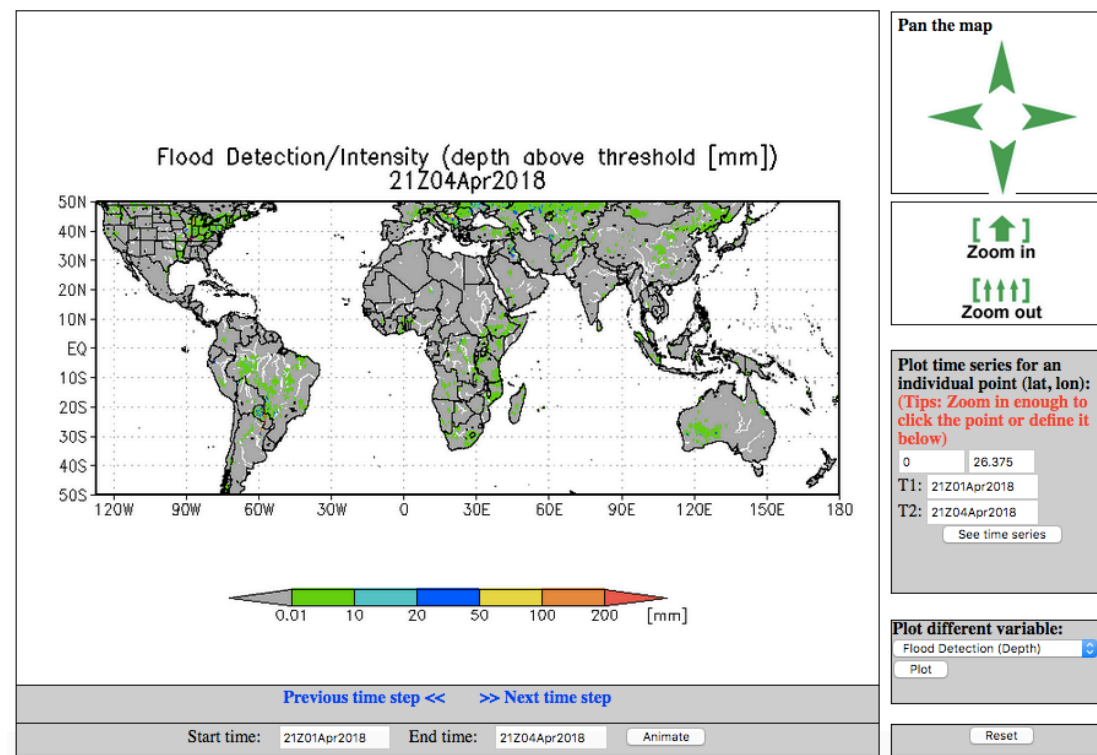 Flood Detection/Intensity (depth above threshold [mm])
21Z04Apr2018
50N
40N
30N
20N
10N
EQ
10S
20S
30S
40S
50S
120W 90W 60W 30W 0 30E 60E 90E 120E 150E 180
0.01 10 20 50 100 200 [mm]
Previous time step << >> Next time step
Start time: 21Z01Apr2018 End time: 21Z04Apr2018 Animate
Pan the map
Zoom in
Zoom out
Plot time series for an
individual point (lat, lon):
(Tips: Zoom in enough to
click the point or define it
below)
0 26.375
T1: 21Z01Apr2018
T2: 21Z04Apr2018
See time series
Plot different variable:
Flood Detection (Depth)
Plot
Reset